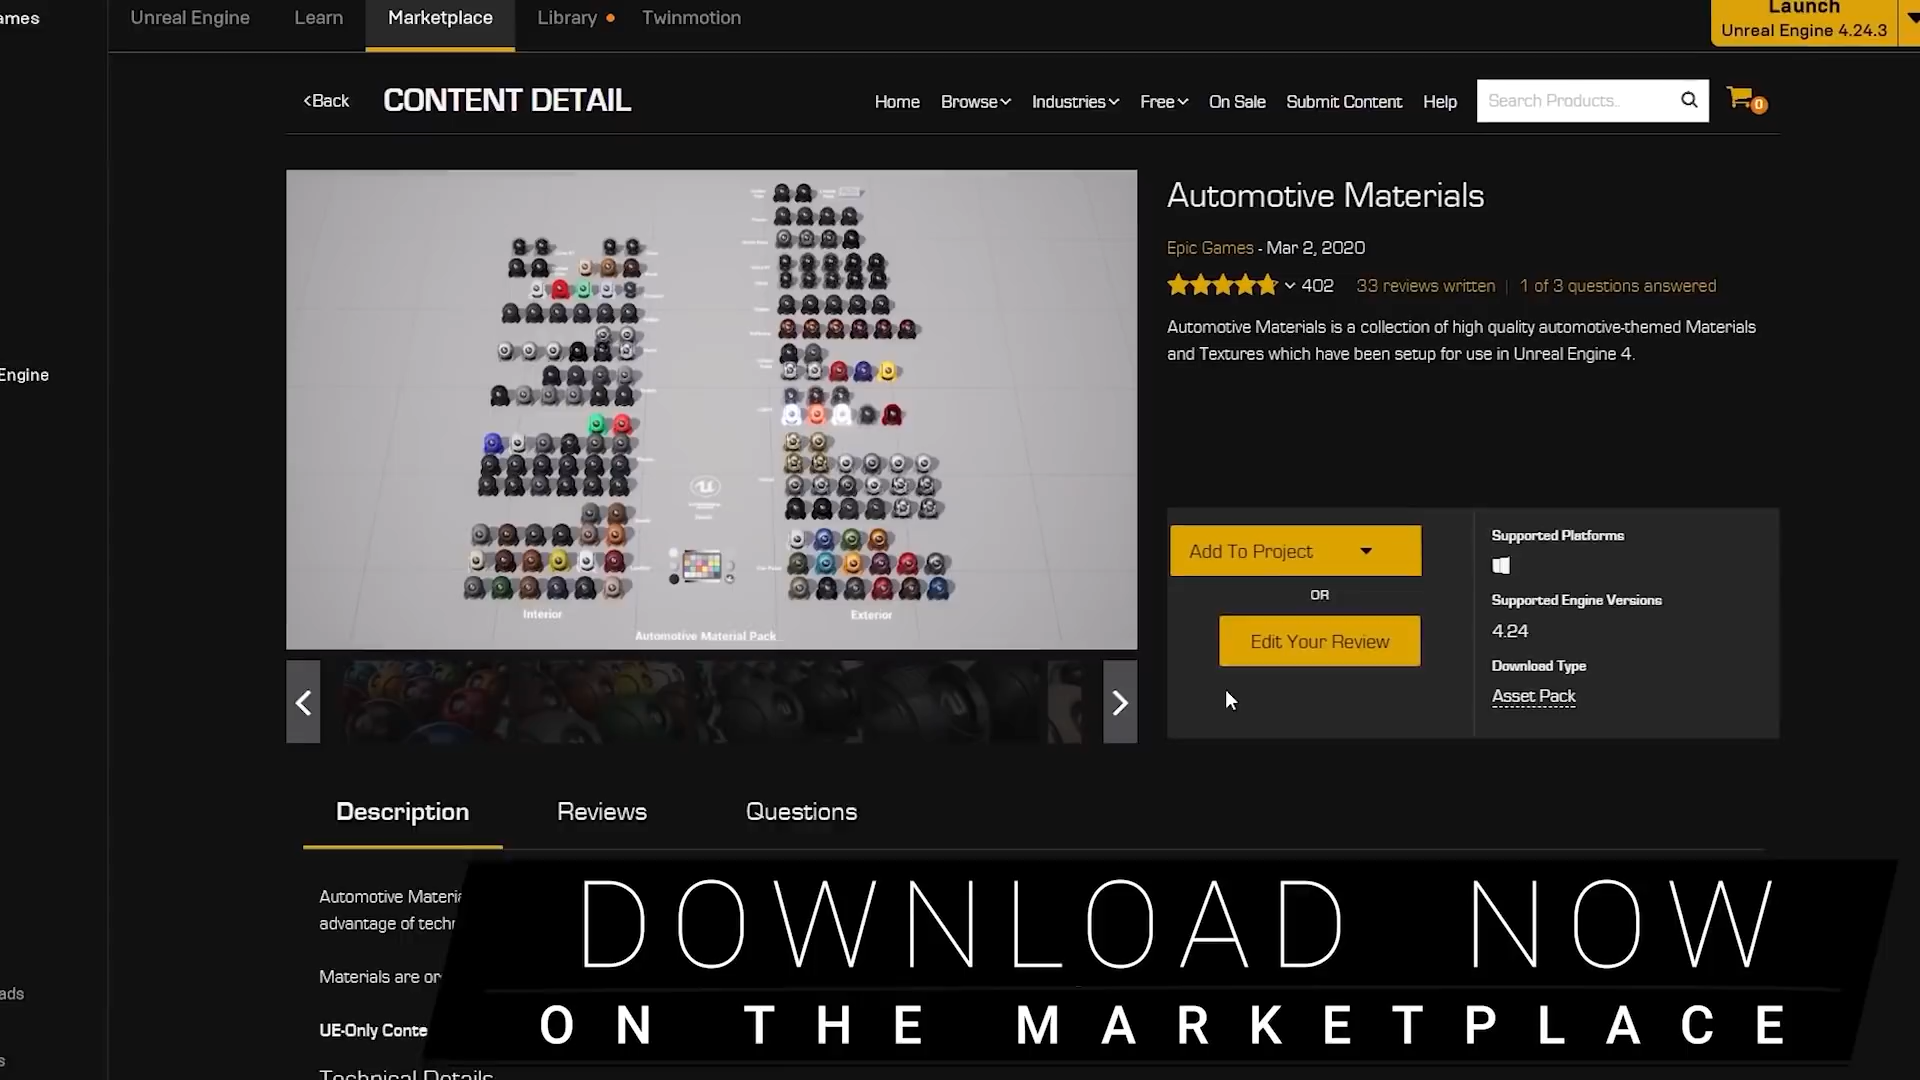 ames
Unreal Engine
Learn
Marketplace
Library
Twinmotion
Launch
Unreal Engine 4.24.3
<Back
CONTENT DETAIL
Home
Browse
Industries
Free
On Sale
Submit Content
Help
Search Products..
0
Automotive Materials
Epic Games - Mar 2, 2020
402
33 reviews written | 1 of 3 questions answered
Automotive Materials is a collection of high quality automotive-themed Materials
and Textures which have been setup for use in Unreal Engine 4.
Engine
Interior
Exterior
Automotive Material Pack
Add To Project
OR
Edit Your Review
Supported Platforms
Supported Engine Versions
4.24
Download Type
Asset Pack
Description
Reviews
Questions
Automotive Materia
advantage of techn
Materials are or
UE-Only Conte
Technical Details
ads
s
DOWNLOAD NOW
ON THE MARKETPLACE